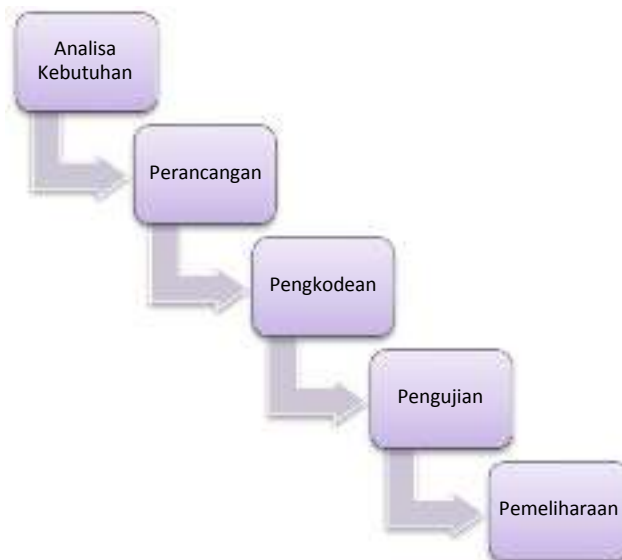 Analisa
Kebutuhan
Perancangan
Pengkodean
Pengujian
Pemeliharaan